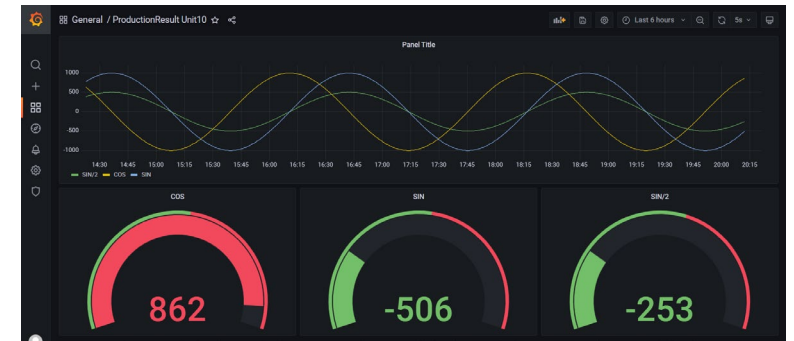 General / ProductionResult Unit10
Last 6 hours
5s
Panel Title
1000
500
0
-500
-1000
14:30 14:45 15:00 15:15 15:30 15:45 16:00 16:15 16:30 16:45 17:00 17:15 17:30 17:45 18:00 18:15 18:30 18:45 19:00 19:15 19:30 19:45 20:00 20:15
SIN/2 COS SIN
COS
862
SIN
-506
SIN/2
-253